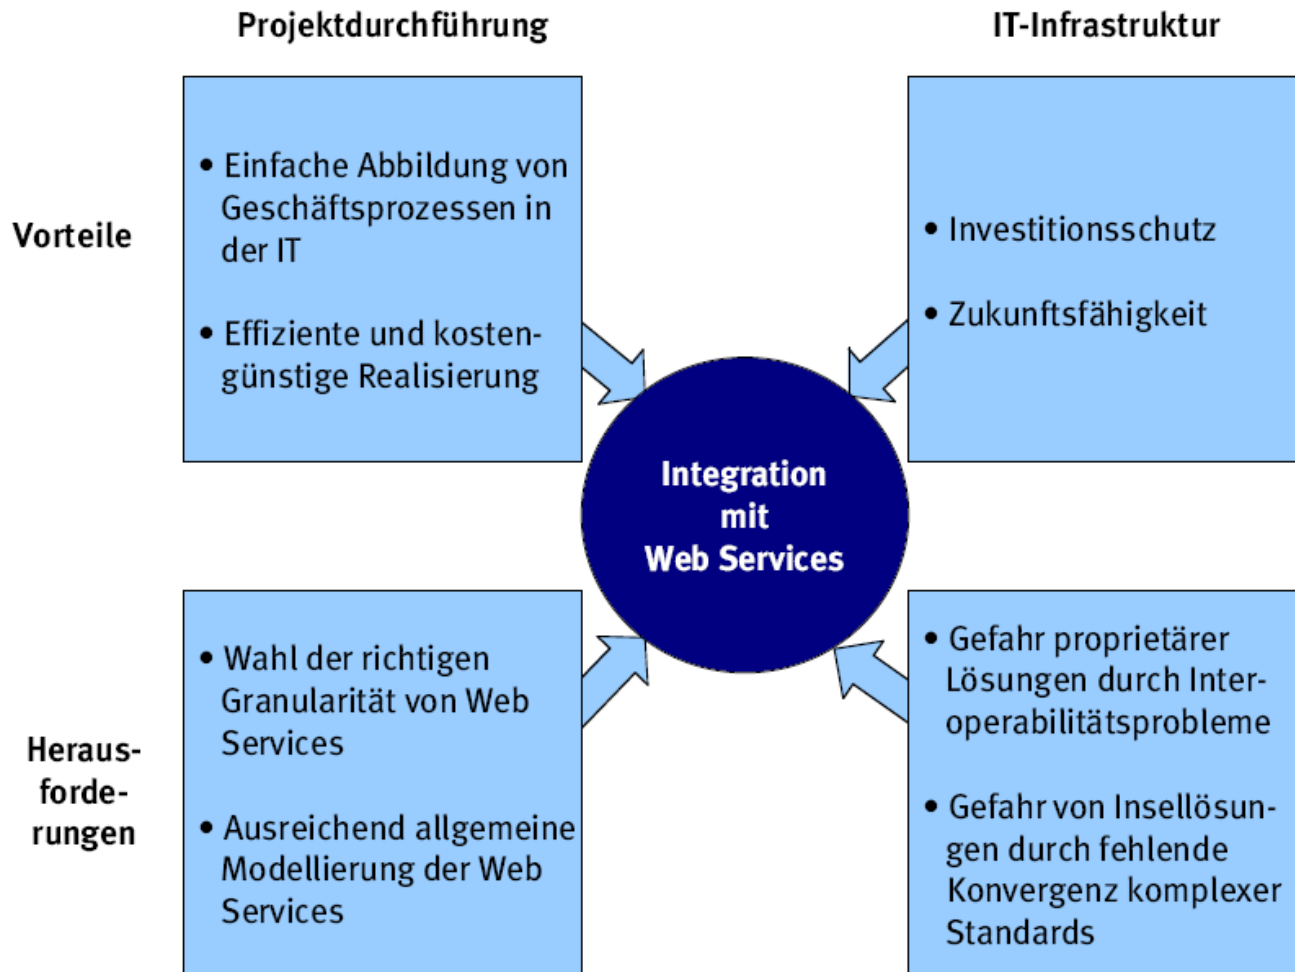 Projektdurchführung
IT-Infrastruktur
Vorteile
• Einfache Abbildung von
Geschäftsprozessen in
der IT
• Effiziente und kosten-
günstige Realisierung
• Investitionsschutz
• Zukunftsfähigkeit
Integration
mit
Web Services
Heraus-
forde-
rungen
• Wahl der richtigen
Granularität von Web
Services
• Ausreichend allgemeine
Modellierung der Web
Services
• Gefahr proprietärer
Lösungen durch Inter-
operabilitätsprobleme
• Gefahr von Insellösun-
gen durch fehlende
Konvergenz komplexer
Standards